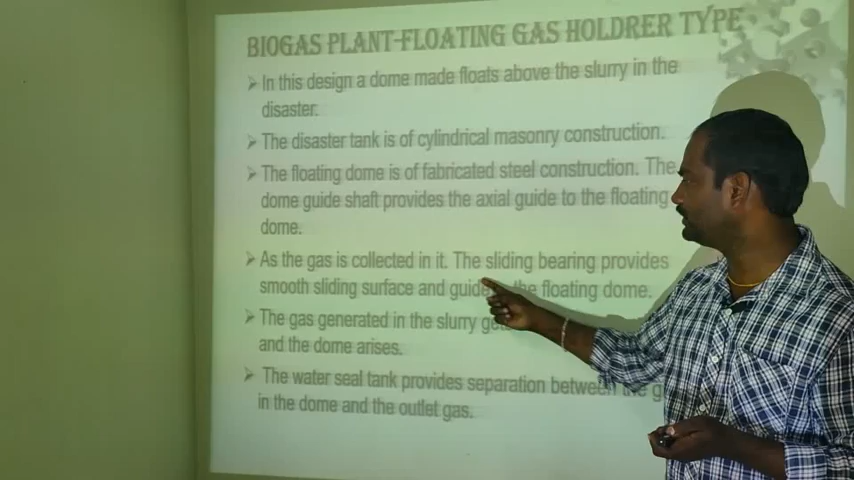 BIOGAS PLANT-FLOATING GAS HOLDRER TYPE
In this design a dome made floats above the slurry in the
disaster.
The disaster tank is of cylindrical masonry construction.
The floating dome is of fabricated steel construction. The
dome guide shaft provides the axial guide to the floating
dome.
As the gas is collected in it. The sliding bearing provides
smooth sliding surface and guide the floating dome.
The gas generated in the slurry
and the dome arises.
The water seal tank provides separation between the
in the dome and the outlet gas.